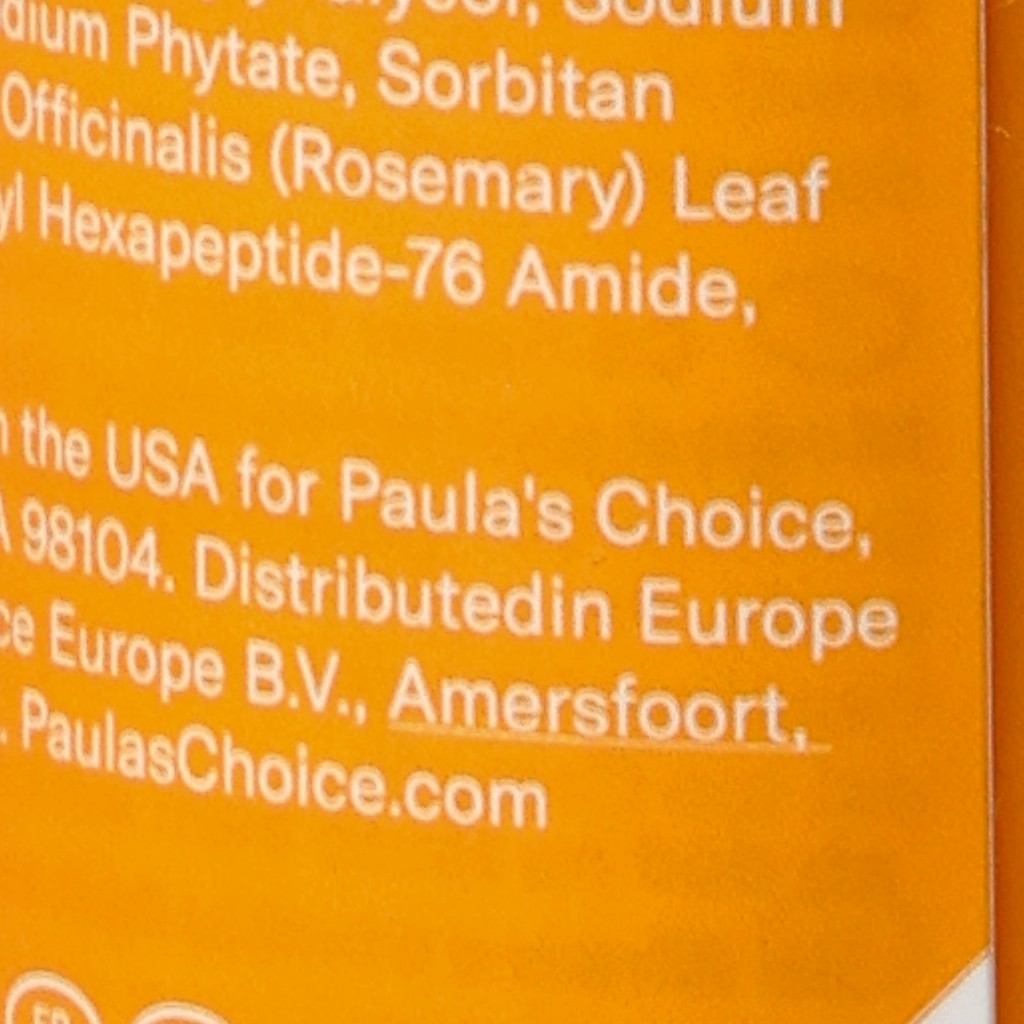 Sodium
dium Phytate, Sorbitan
Officinalis (Rosemary) Leaf
yl Hexapeptide-76 Amide,
n the USA for Paula's Choice,
A 98104. Distributedin Europe
ce Europe B.V., Amersfoort,
. PaulasChoice.com